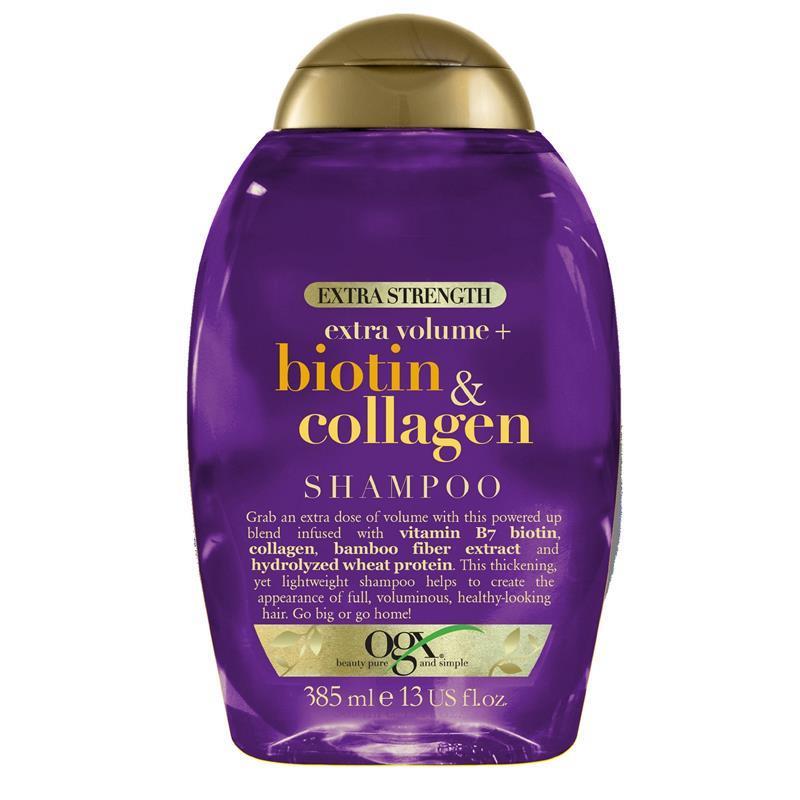 EXTRA STRENGTH
extra volume +
biotin &
collagen
SHAMPOO
Grab an extra dose of volume with this powered up
blend infused with vitamin B7 biotin,
collagen, bamboo fiber extract and
hydrolyzed wheat protein. This thickening,
yet lightweight shampoo helps to create the
appearance of full, voluminous, healthy-looking
hair. Go big or go home!
ogx®
beauty pure and simple
385 ml e 13 US fl.oz.